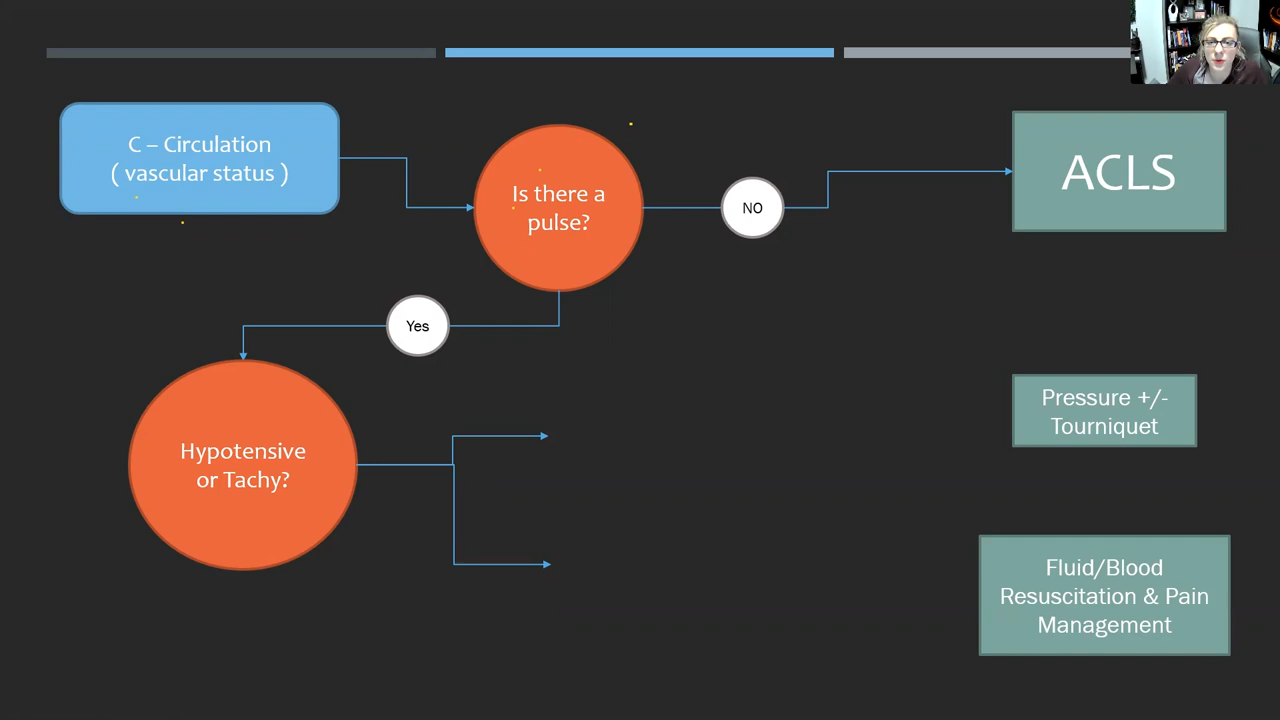 C – Circulation
( vascular status )
Is there a
pulse?
NO
ACLS
Yes
Hypotensive
or Tachy?
Pressure +/-
Tourniquet
Fluid/Blood
Resuscitation & Pain
Management